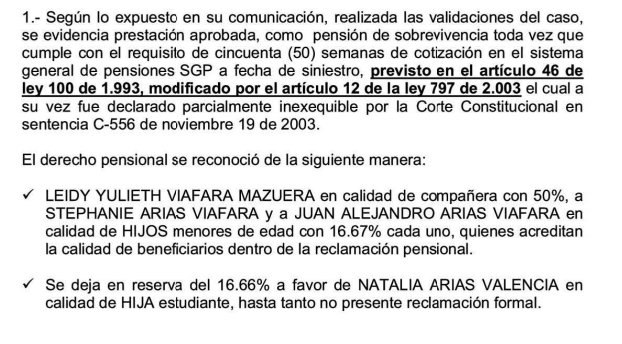 1.- Según lo expuesto en su comunicación, realizada las validaciones del caso,
se evidencia prestación aprobada, como pensión de sobrevivencia toda vez que
cumple con el requisito de cincuenta (50) semanas de cotización en el sistema
general de pensiones SGP a fecha de siniestro, previsto en el artículo 46 de
ley 100 de 1.993, modificado por el artículo 12 de la ley 797 de 2.003 el cual a
su vez fue declarado parcialmente inexequible por la Corte Constitucional en
sentencia C-556 de noviembre 19 de 2003.
El derecho pensional se reconoció de la siguiente manera:
✓ LEIDY YULIETH VIAFARA MAZUERA en calidad de compañera con 50%, a
STEPHANIE ARIAS VIAFARA y a JUAN ALEJANDRO ARIAS VIAFARA en
calidad de HIJOS menores de edad con 16.67% cada uno, quienes acreditan
la calidad de beneficiarios dentro de la reclamación pensional.
✓ Se deja en reserva del 16.66% a favor de NATALIA ARIAS VALENCIA en
calidad de HIJA estudiante, hasta tanto no presente reclamación formal.